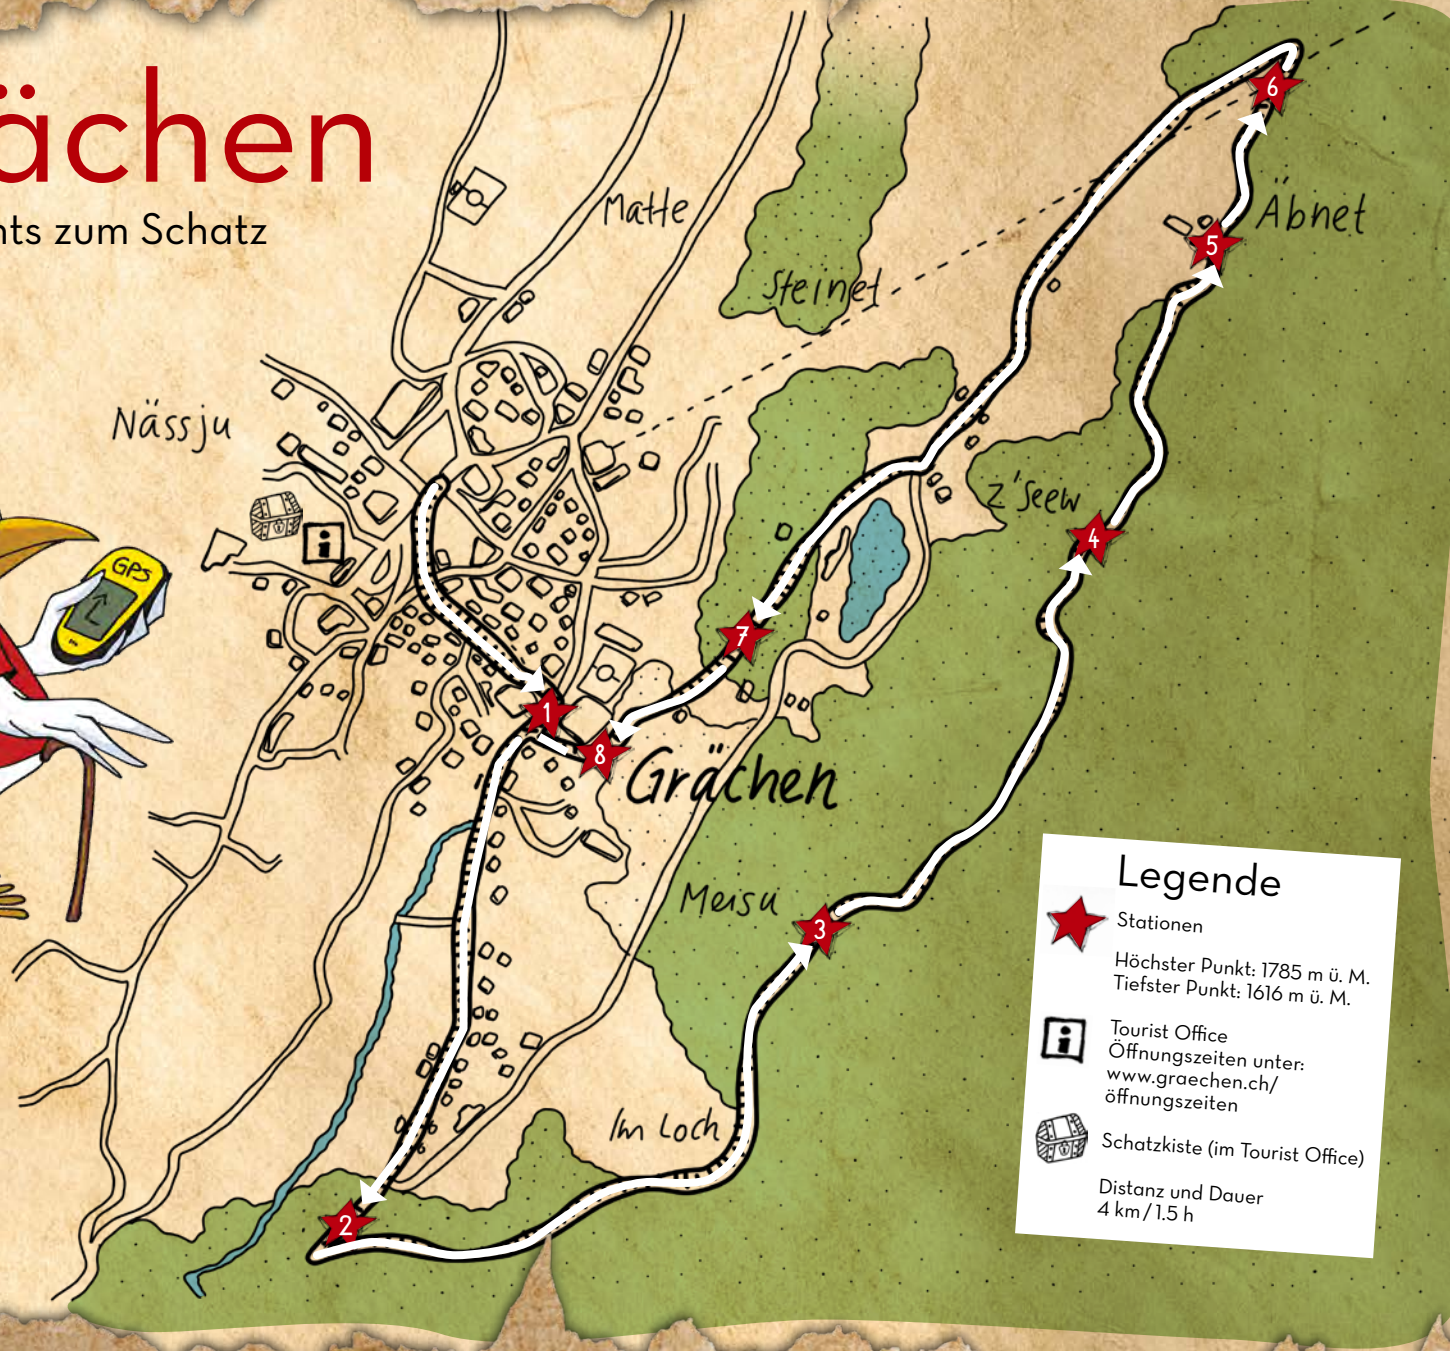 ächen
nts zum Schatz
Matte
Steinet
Äbnet
Nässju
z'Seew
GPS
Grächen
Meisu
Im Loch
1
2
3
4
5
6
7
8
Legende
Stationen
Höchster Punkt: 1785 m ü. M.
Tiefster Punkt: 1616 m ü. M.
Tourist Office
Öffnungszeiten unter:
www.graechen.ch/
öffnungszeiten
Schatzkiste (im Tourist Office)
Distanz und Dauer
4 km / 1.5 h